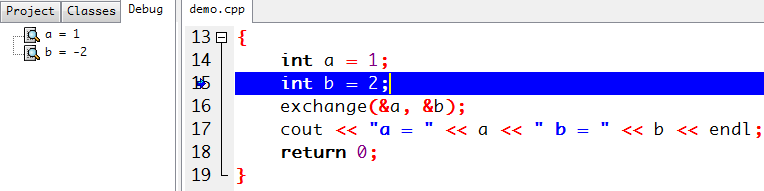 Project Classes Debug demo.cpp
a = 1
b = -2
13 {
14 int a = 1;
15 int b = 2;
16 exchange(&a, &b);
17 cout << "a = " << a << " b = " << b << endl;
18 return 0;
19 }